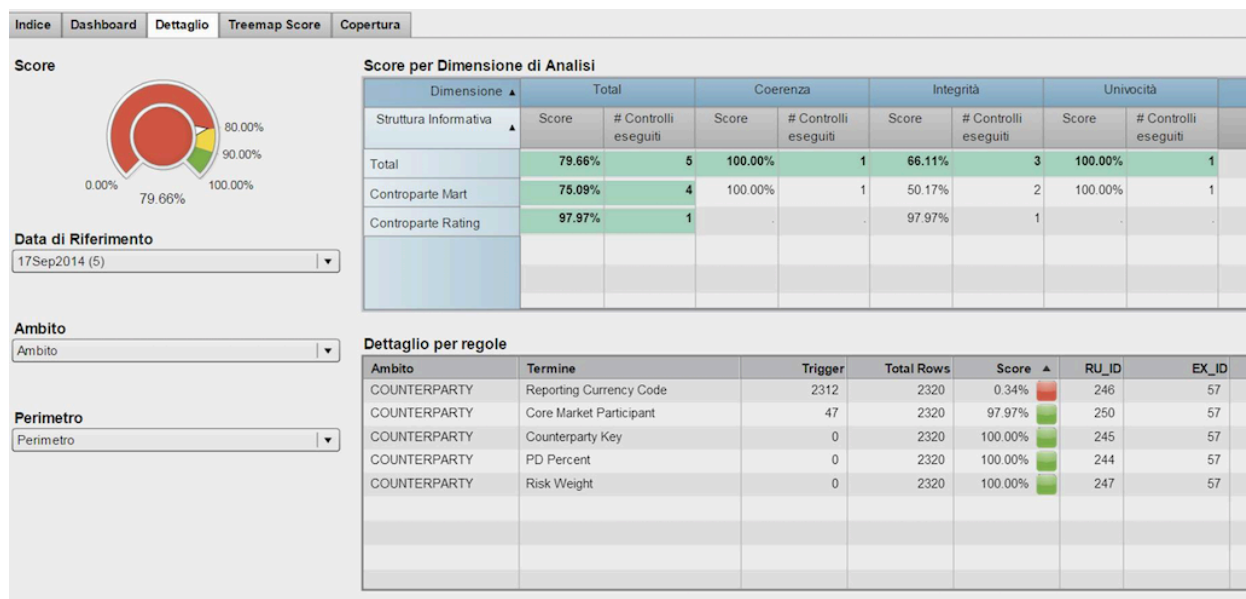 Indice Dashboard Dettaglio Treemap Score Copertura
Score
80.00%
90.00%
0.00% 100.00%
79.66%
Data di Riferimento
17Sep2014 (5)
Ambito
Ambito
Perimetro
Perimetro
Score per Dimensione di Analisi
Dimensione Total Coerenza Integrità Univocità
Struttura Informativa Score # Controlli eseguiti Score # Controlli eseguiti Score # Controlli eseguiti Score # Controlli eseguiti
Total 79.66% 5 100.00% 1 66.11% 3 100.00% 1
Controparte Mart 75.09% 4 100.00% 1 50.17% 2 100.00% 1
Controparte Rating 97.97% 1 . . 97.97% 1 . .
Dettaglio per regole
Ambito Termine Trigger Total Rows Score RU_ID EX_ID
COUNTERPARTY Reporting Currency Code 2312 2320 0.34% 246 57
COUNTERPARTY Core Market Participant 47 2320 97.97% 250 57
COUNTERPARTY Counterparty Key 0 2320 100.00% 245 57
COUNTERPARTY PD Percent 0 2320 100.00% 244 57
COUNTERPARTY Risk Weight 0 2320 100.00% 247 57